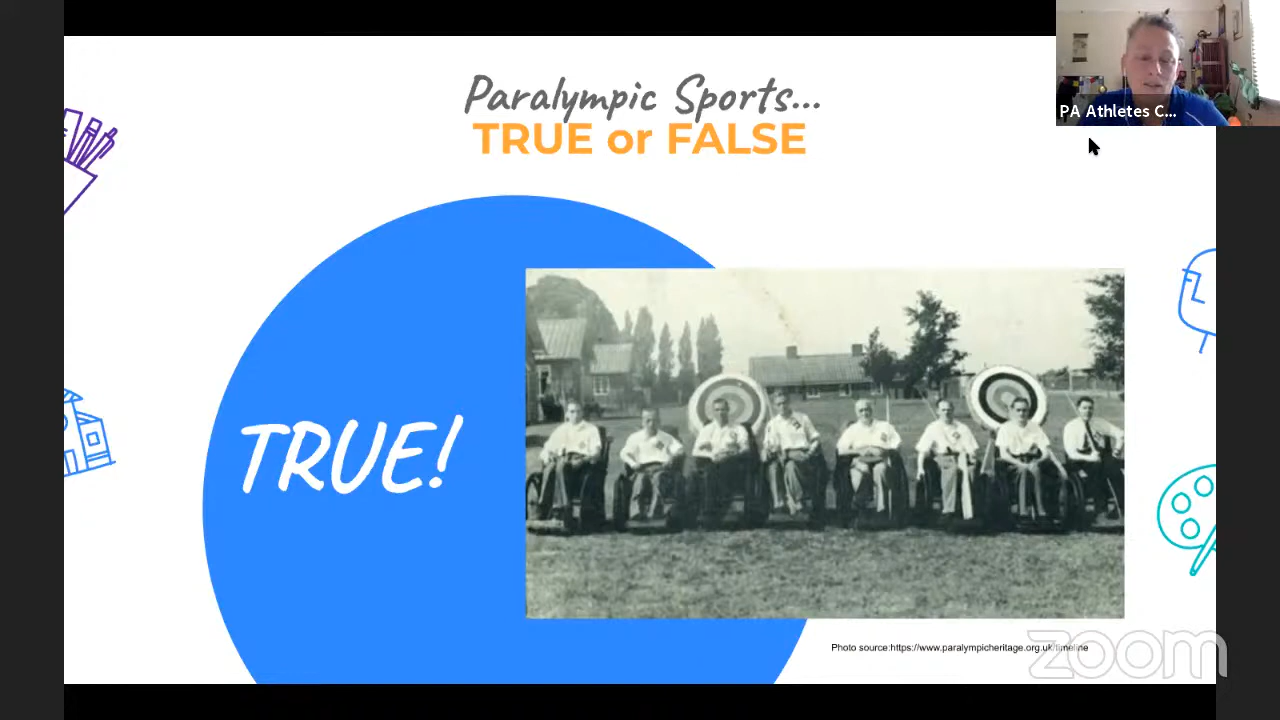 Paralympic Sports...
TRUE or FALSE
PA Athletes C...
TRUE!
Photo source:https://www.paralympicheritage.org.uk/timeline
zoom